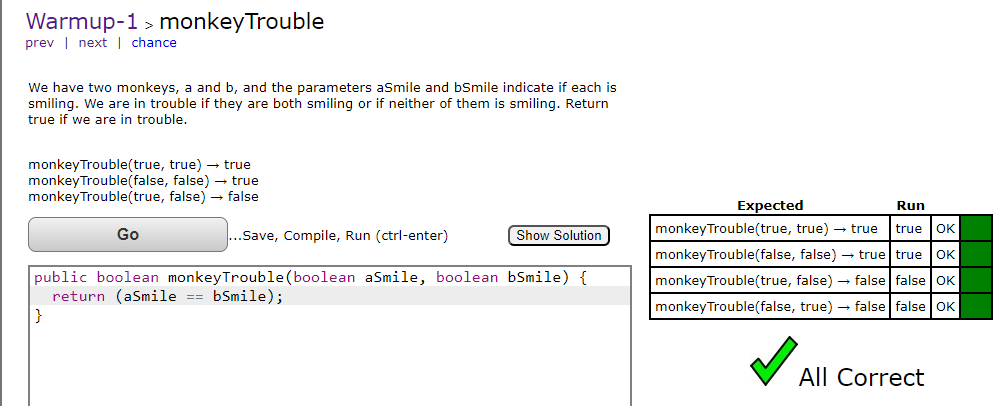 Warmup-1 > monkeyTrouble
prev | next | chance
We have two monkeys, a and b, and the parameters aSmile and bSmile indicate if each is
smiling. We are in trouble if they are both smiling or if neither of them is smiling. Return
true if we are in trouble.
monkeyTrouble(true, true) → true
monkeyTrouble(false, false) → true
monkeyTrouble(true, false) → false
Go ...Save, Compile, Run (ctrl-enter) Show Solution
public boolean monkeyTrouble(boolean aSmile, boolean bSmile) {
  return (aSmile == bSmile);
}
Expected Run
monkeyTrouble(true, true) → true true OK
monkeyTrouble(false, false) → true true OK
monkeyTrouble(true, false) → false false OK
monkeyTrouble(false, true) → false false OK
All Correct